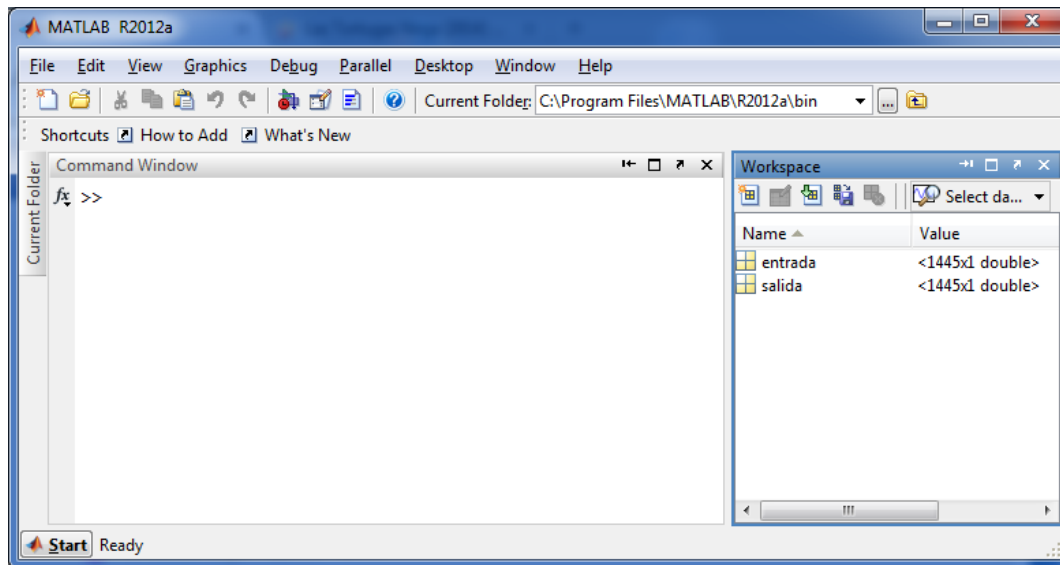 MATLAB R2012a
File Edit View Graphics Debug Parallel Desktop Window Help
Current Folder: C:\Program Files\MATLAB\R2012a\bin
Shortcuts How to Add What's New
Current Folder
Command Window
fx >>
Workspace
Select da...
Name Value
entrada <1445x1 double>
salida <1445x1 double>
Start Ready